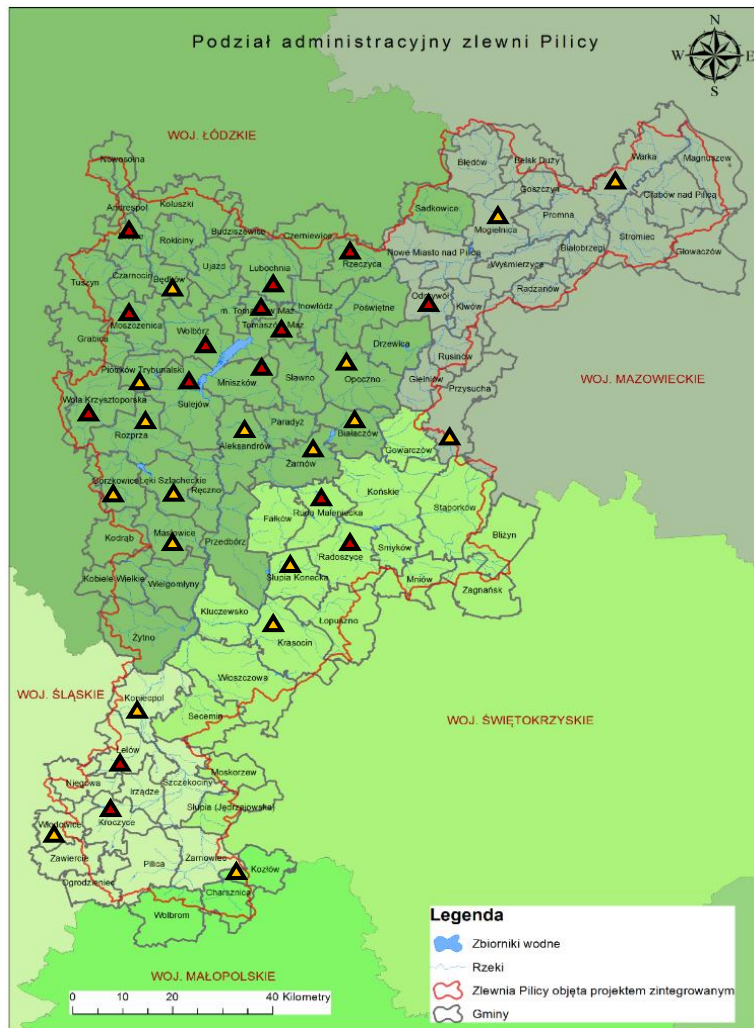 Podział administracyjny zlewni Pilicy
N
W E
S
WOJ. ŁÓDZKIE
Nowosolna
Błędów
Belsk Duży
Warka
Magnuszew
Andrespol
Koluszki
Goszczyn
Grabów nad Pilicą
Sadkowice
Rokiciny
Budziszewice
Czerniewice
Mogielnica
Promna
Stromiec
Rzeczyca
Nowe Miasto nad Pilicą
Białobrzegi
Głowaczów
Tuszyn
Czarnocin
Będków
Ujazd
Lubochnia
Wyśmierzyce
Radzanów
Inowłódz
Poświętne
Odrzywół
Klwów
Moszczenica
m. Tomaszów Maz
Tomaszów Maz
Grabica
Wolbórz
Drzewica
Rusinów
Piotrków Trybunalski
Mniszków
Sławno
Opoczno
Gielniów
Przysucha
WOJ. MAZOWIECKIE
Wola Krzysztoporska
Sulejów
Rozprza
Aleksandrów
Paradyż
Białaczów
Gowarczów
Żarnów
Gorzkowice
Łęki Szlacheckie
Ręczno
Końskie
Stąporków
Ruda Maleniecka
Fałków
Bliżyn
Kodrąb
Masłowice
Przedbórz
Radoszyce
Smyków
Kobiele Wielkie
Wielgomłyny
Słupia Konecka
Mniów
Zagnańsk
Kluczewsko
Łopuszno
Żytno
Krasocin
WOJ. ŚLĄSKIE
Włoszczowa
Koniecpol
Secemin
WOJ. ŚWIĘTOKRZYSKIE
Lelów
Niegowa
Szczekociny
Moskorzew
Irządze
Słupia (Jędrzejowska)
Kroczyce
Włodowice
Zawiercie
Pilica
Żarnowiec
Kozłów
Ogrodzieniec
Charsznica
Wolbrom
WOJ. MAŁOPOLSKIE
0 10 20 40 Kilometry
Legenda
Zbiorniki wodne
Rzeki
Zlewnia Pilicy objęta projektem zintegrowanym
Gminy